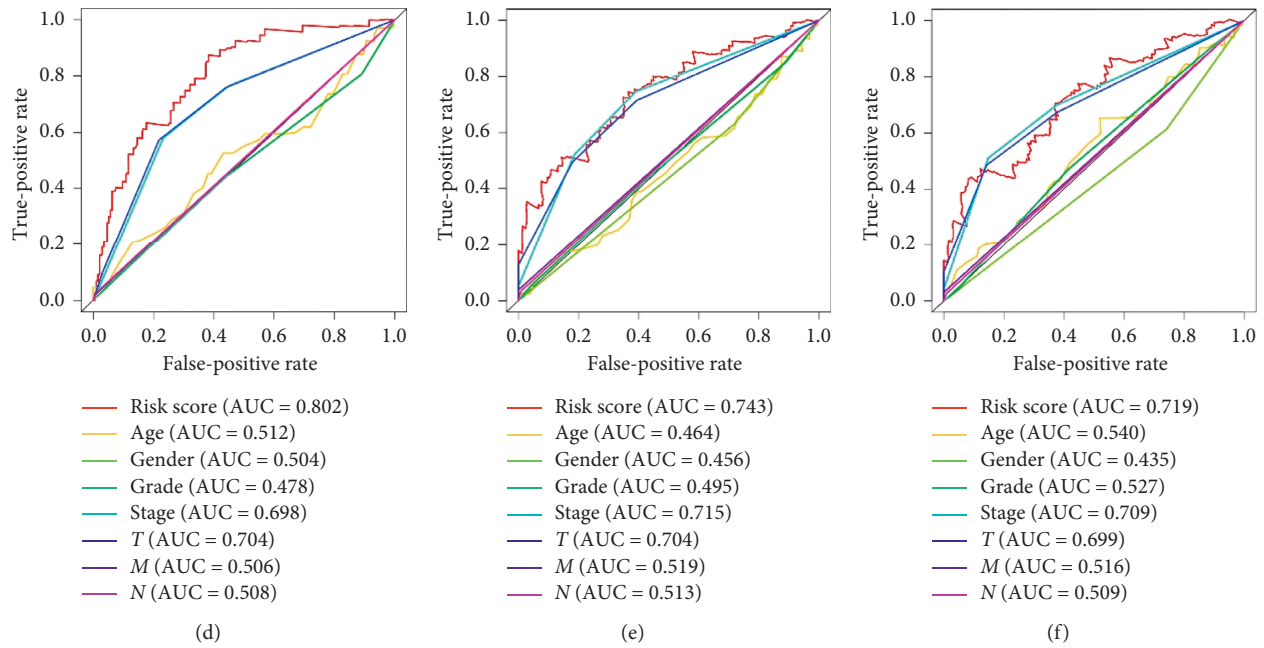 True-positive rate
1.0
0.8
0.6
0.4
0.2
0.0
0.0 0.2 0.4 0.6 0.8 1.0
False-positive rate
Risk score (AUC = 0.802)
Age (AUC = 0.512)
Gender (AUC = 0.504)
Grade (AUC = 0.478)
Stage (AUC = 0.698)
T (AUC = 0.704)
M (AUC = 0.506)
N (AUC = 0.508)
(d)
True-positive rate
1.0
0.8
0.6
0.4
0.2
0.0
0.0 0.2 0.4 0.6 0.8 1.0
False-positive rate
Risk score (AUC = 0.743)
Age (AUC = 0.464)
Gender (AUC = 0.456)
Grade (AUC = 0.495)
Stage (AUC = 0.715)
T (AUC = 0.704)
M (AUC = 0.519)
N (AUC = 0.513)
(e)
True-positive rate
1.0
0.8
0.6
0.4
0.2
0.0
0.0 0.2 0.4 0.6 0.8 1.0
False-positive rate
Risk score (AUC = 0.719)
Age (AUC = 0.540)
Gender (AUC = 0.435)
Grade (AUC = 0.527)
Stage (AUC = 0.709)
T (AUC = 0.699)
M (AUC = 0.516)
N (AUC = 0.509)
(f)